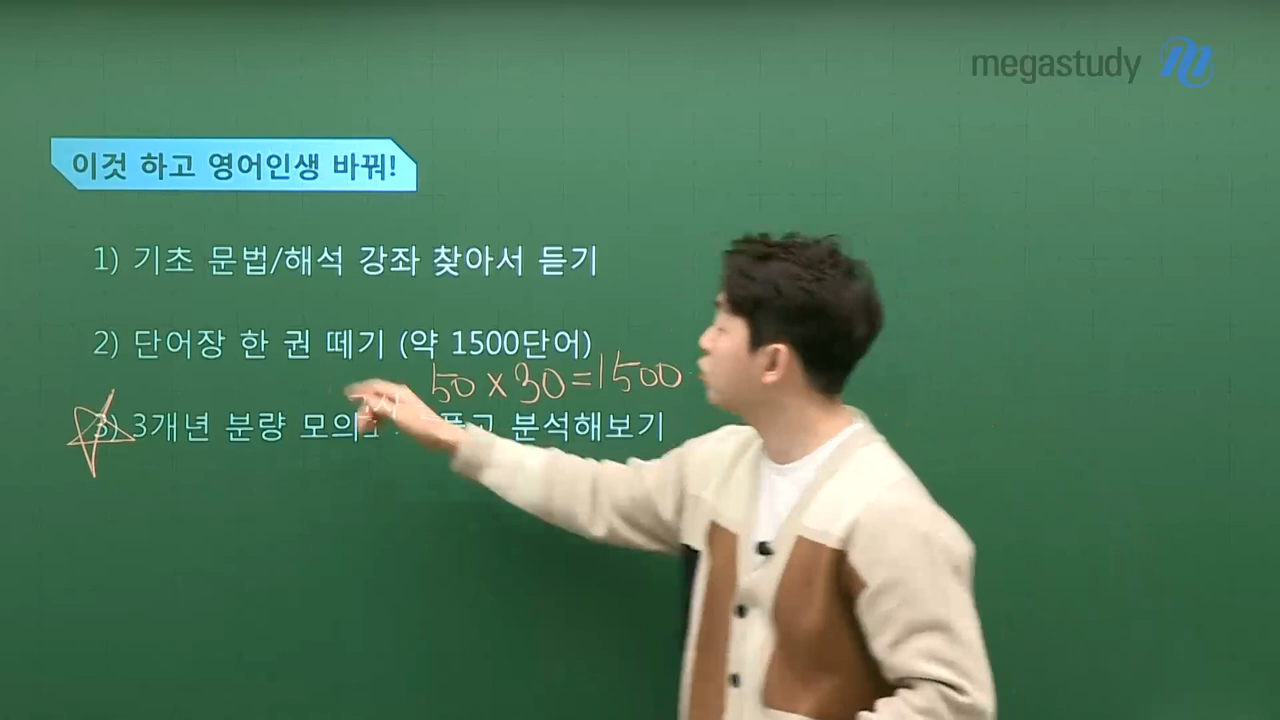 megastudy
이것 하고 영어인생 바꿔!
1) 기초 문법/해석 강좌 찾아서 듣기
2) 단어장 한 권 떼기 (약 1500단어)
50 × 30 = 1500
3) 3개년 분량 모의 풀고 분석해보기